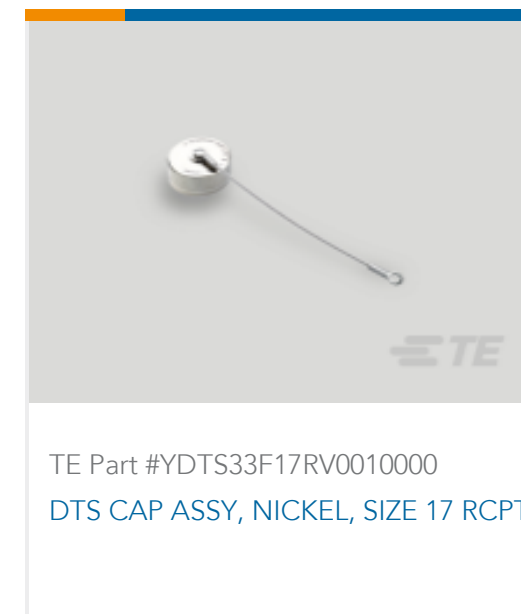 TE
TE Part #YDTS33F17RV0010000
DTS CAP ASSY, NICKEL, SIZE 17 RCPT